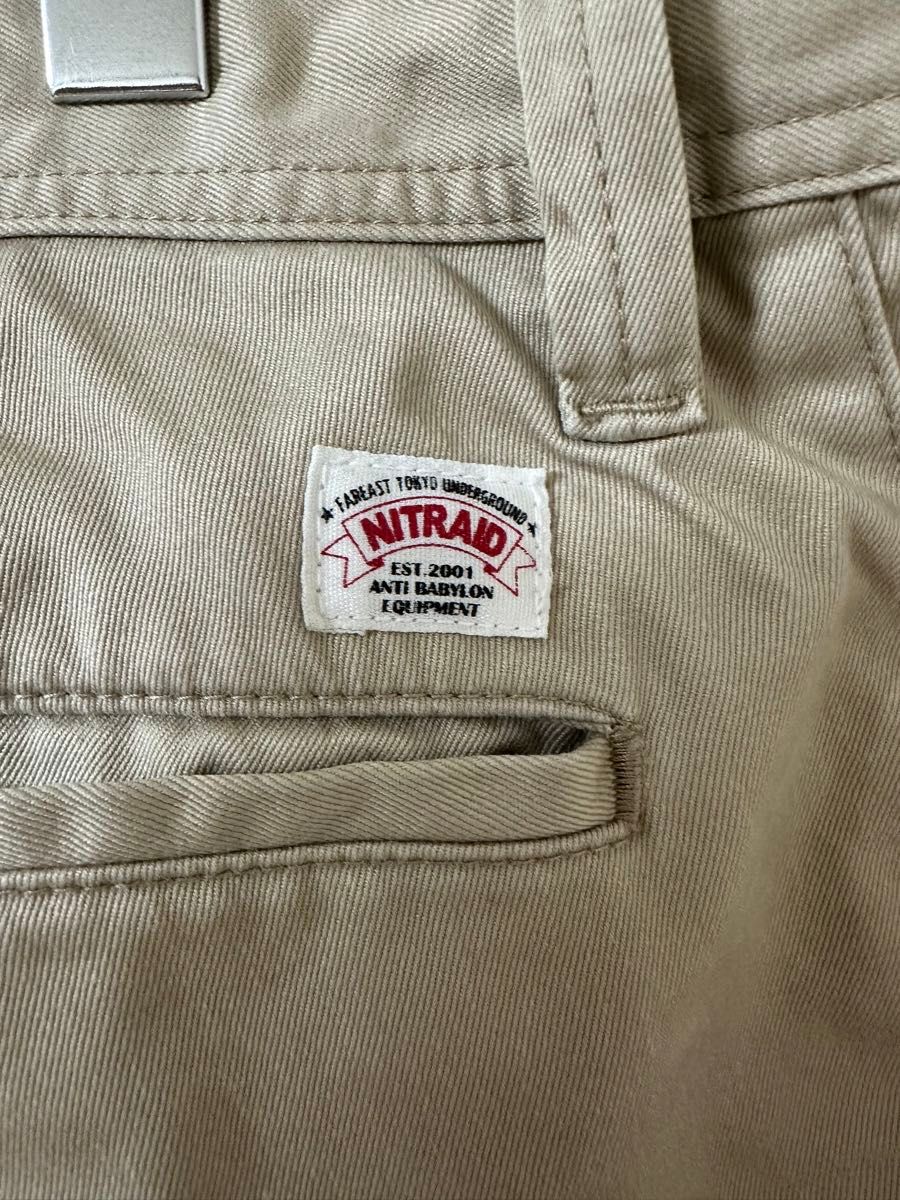 ★ FAREAST TOKYO UNDERGROUND ★
NITRAID
EST.2001
ANTI BABYLON
EQUIPMENT